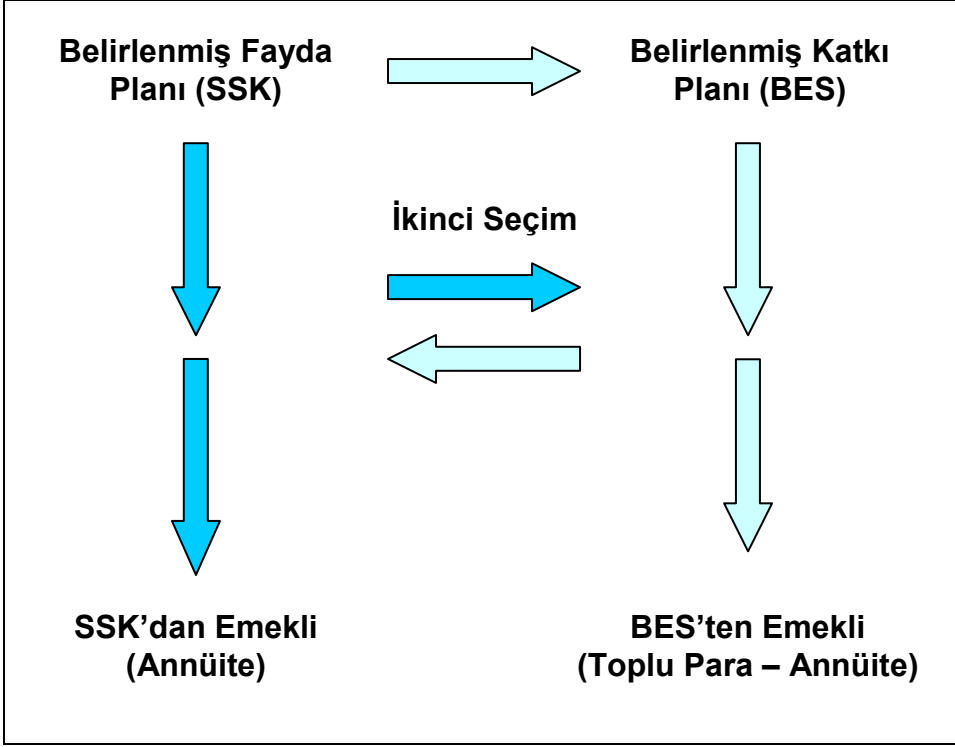 Belirlenmiş Fayda
Planı (SSK)
Belirlenmiş Katkı
Planı (BES)
İkinci Seçim
SSK’dan Emekli
(Annüite)
BES’ten Emekli
(Toplu Para – Annüite)